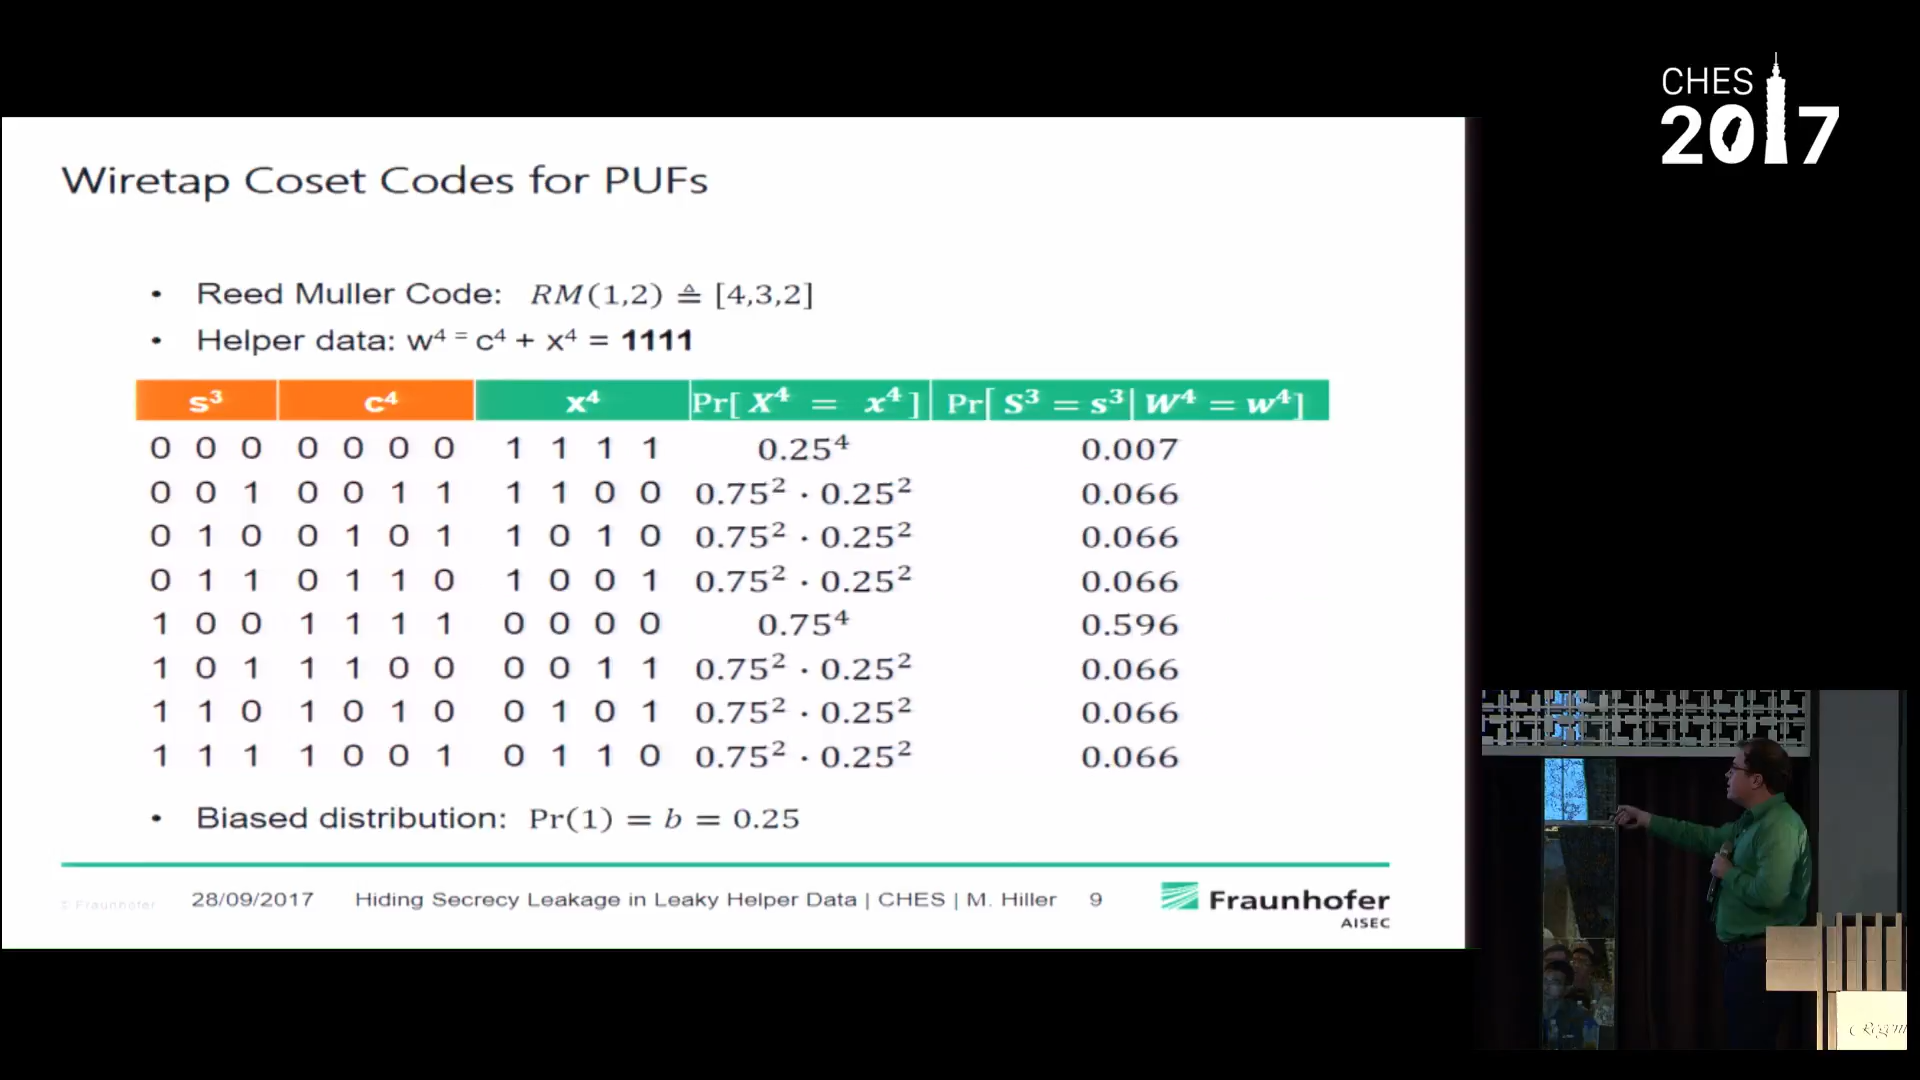 CHES
2017
Wiretap Coset Codes for PUFs
• Reed Muller Code: RM(1,2) ≙ [4,3,2]
• Helper data: w⁴ = c⁴ + x⁴ = 1111
s³ c⁴ x⁴ Pr[X⁴ = x⁴] Pr[S³ = s³|W⁴ = w⁴]
0 0 0 0 0 0 0 1 1 1 1 0.25⁴ 0.007
0 0 1 0 0 1 1 1 1 0 0 0.75² · 0.25² 0.066
0 1 0 0 1 0 1 1 0 1 0 0.75² · 0.25² 0.066
0 1 1 0 1 1 0 1 0 0 1 0.75² · 0.25² 0.066
1 0 0 1 1 1 1 0 0 0 0 0.75⁴ 0.596
1 0 1 1 1 0 0 0 0 1 1 0.75² · 0.25² 0.066
1 1 0 1 0 1 0 0 1 0 1 0.75² · 0.25² 0.066
1 1 1 1 0 0 1 0 1 1 0 0.75² · 0.25² 0.066
• Biased distribution: Pr(1) = b = 0.25
© Fraunhofer 28/09/2017 Hiding Secrecy Leakage in Leaky Helper Data | CHES | M. Hiller 9 Fraunhofer
AISEC